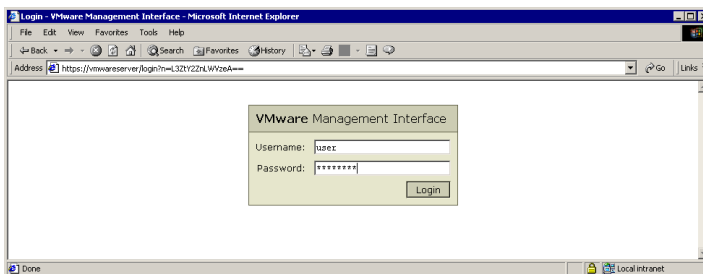 Login - VMware Management Interface - Microsoft Internet Explorer
File Edit View Favorites Tools Help
Back Search Favorites History
Address https://vmwareserver/login?n=L3ZtY2ZnLWVzeA== Go Links
VMware Management Interface
Username: user
Password: ********
Login
Done Local intranet